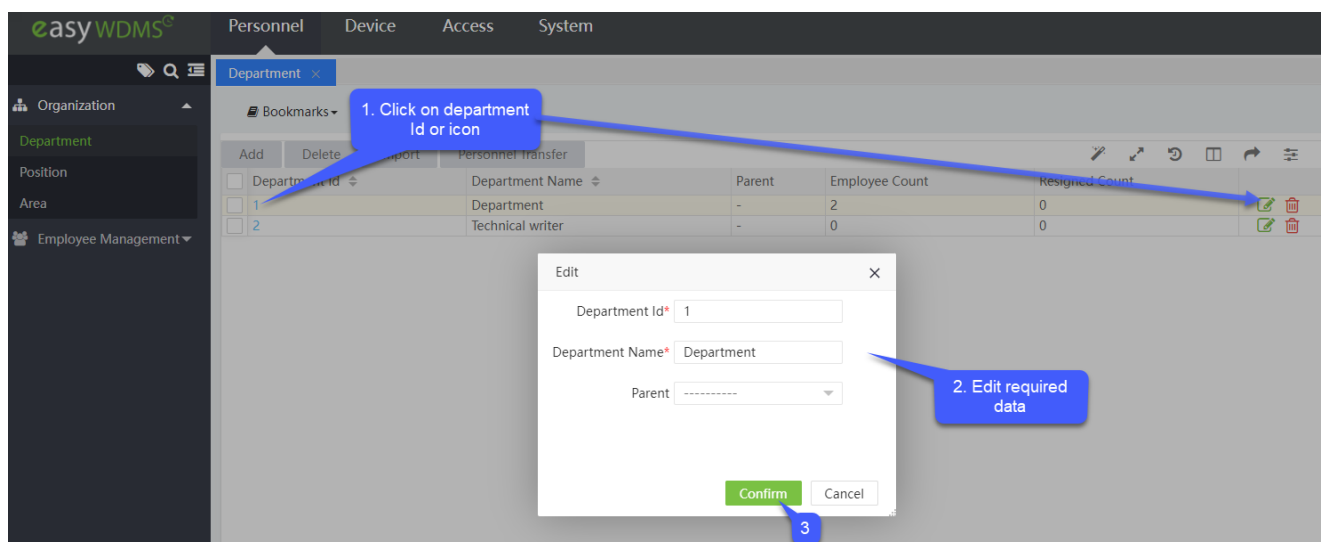 easy WDMS
Personnel Device Access System
Department ×
Organization
Bookmarks
1. Click on department
Id or icon
Department
Add Delete Import Personnel Transfer
Position
Department Id Department Name Parent Employee Count Resigned Count
Area
1 Department - 2 0
2 Technical writer - 0 0
Employee Management
Edit ×
Department Id* 1
Department Name* Department
Parent ----------
2. Edit required
data
Confirm Cancel
3